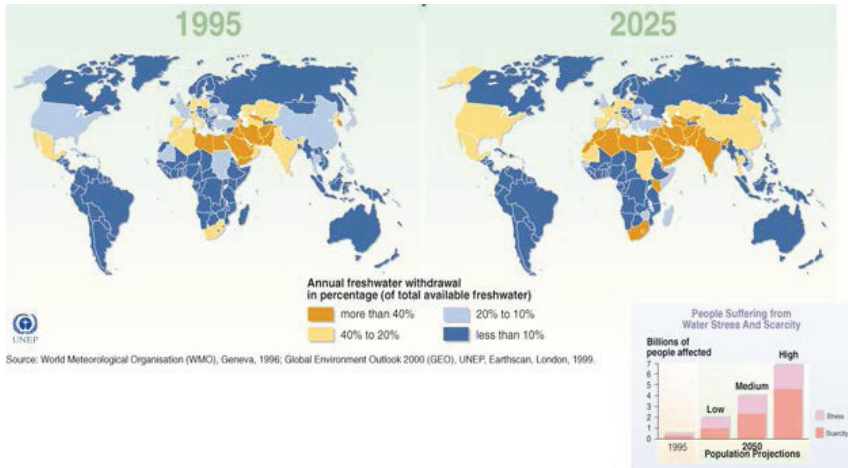 1995
2025
Annual freshwater withdrawal
in percentage (of total available freshwater)
more than 40%
20% to 10%
40% to 20%
less than 10%
UNEP
Source: World Meteorological Organisation (WMO), Geneva, 1996; Global Environment Outlook 2000 (GEO), UNEP, Earthscan, London, 1999.
People Suffering from
Water Stress And Scarcity
Billions of
people affected
High
7
6
5
Medium
4
3
Low
2
1
0
Stress
Scarcity
1995
2050
Population Projections